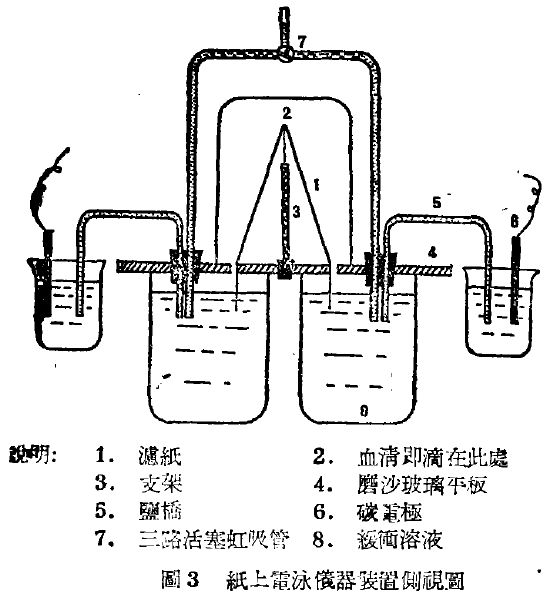 7
2
1
3
5
6
4
8
說明: 1. 濾紙 2. 血清即滴在此處
3. 支架 4. 磨沙玻璃平板
5. 鹽橋 6. 碳電極
7. 三路活塞虹吸管 8. 緩衝溶液
圖3 紙上電泳儀器裝置側視圖